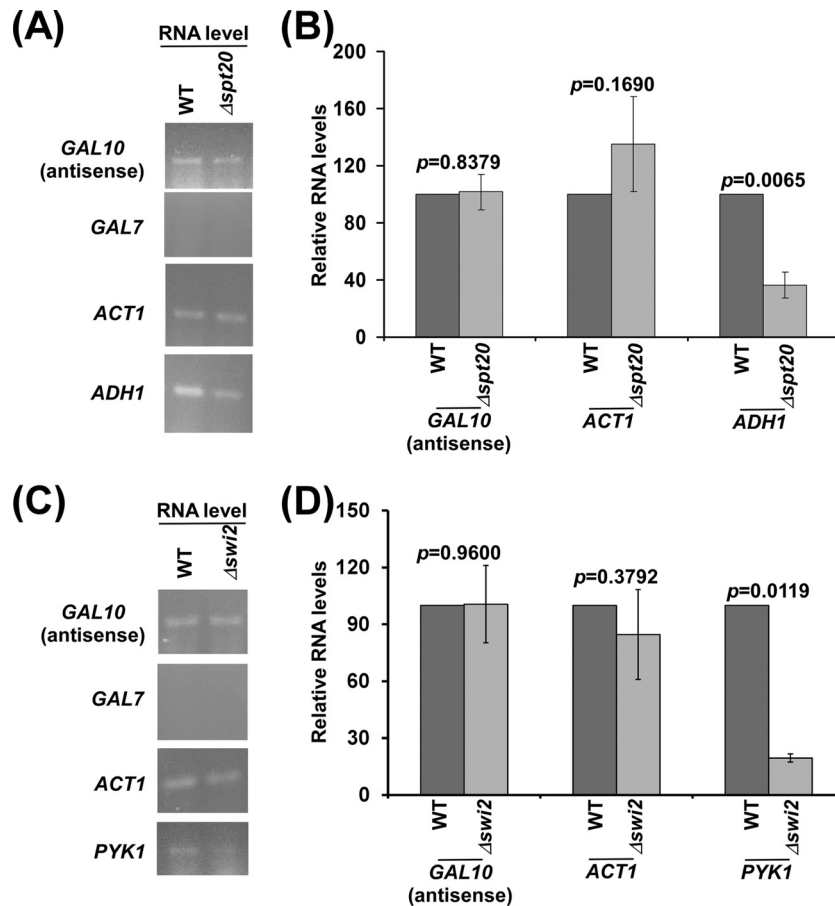 (A)
RNA level
WT
Δspt20
GAL10
(antisense)
GAL7
ACT1
ADH1
(B)
Relative RNA levels
200
160
120
80
40
0
p=0.8379
p=0.1690
p=0.0065
WT
Δspt20
WT
Δspt20
WT
Δspt20
GAL10
(antisense)
ACT1
ADH1
(C)
RNA level
WT
Δswi2
GAL10
(antisense)
GAL7
ACT1
PYK1
(D)
Relative RNA levels
150
120
90
60
30
0
p=0.9600
p=0.3792
p=0.0119
WT
Δswi2
WT
Δswi2
WT
Δswi2
GAL10
(antisense)
ACT1
PYK1